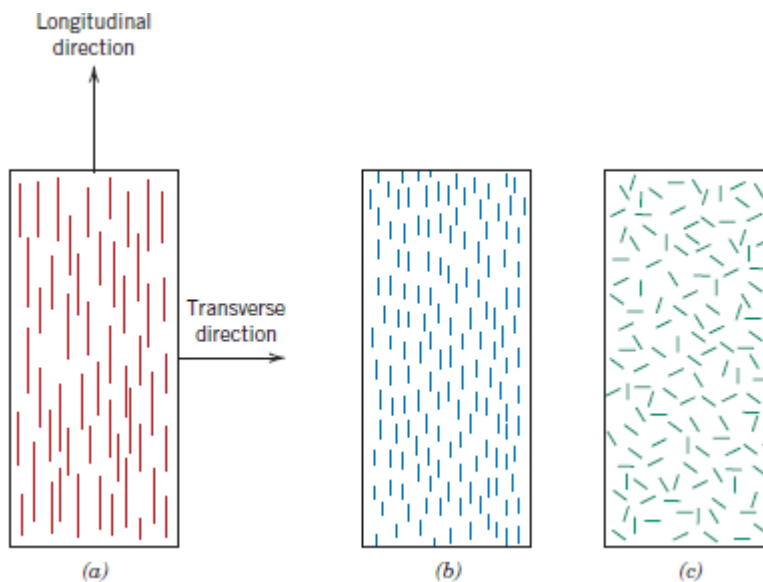 Longitudinal
direction
Transverse
direction
(a)
(b)
(c)